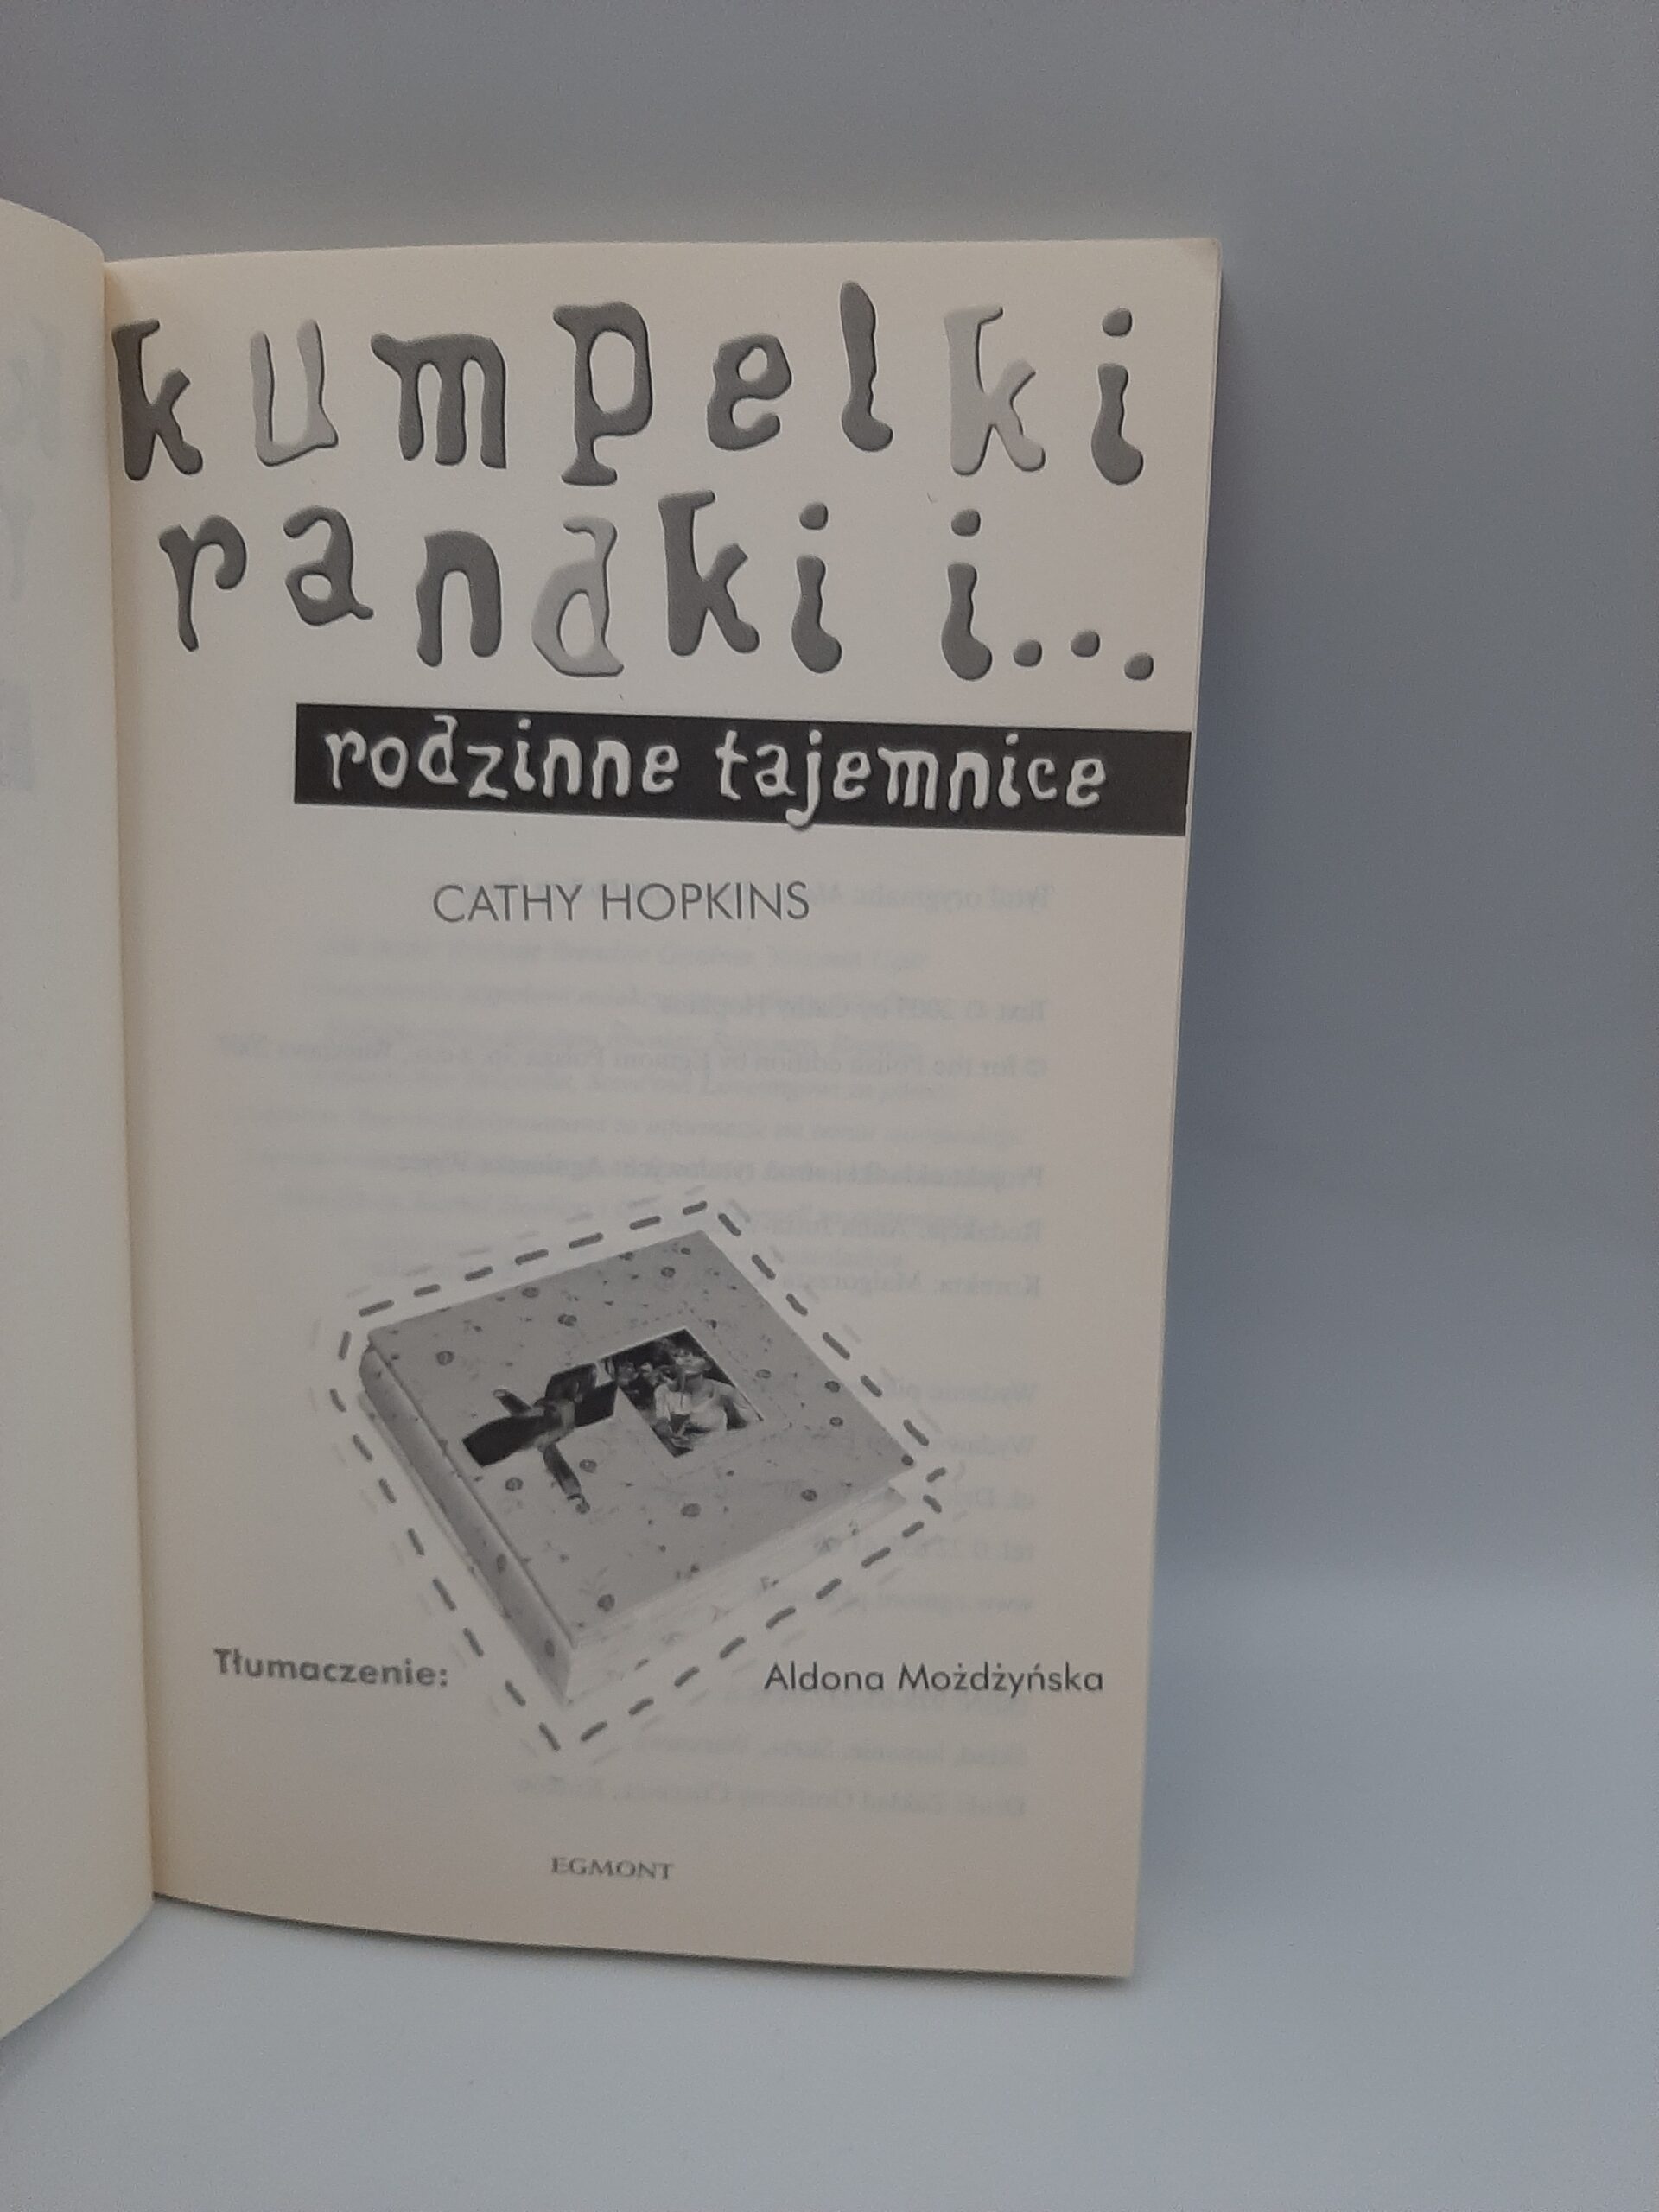 kumpelki
randki i...
rodzinne tajemnice
CATHY HOPKINS
Tłumaczenie: Aldona Możdżyńska
EGMONT